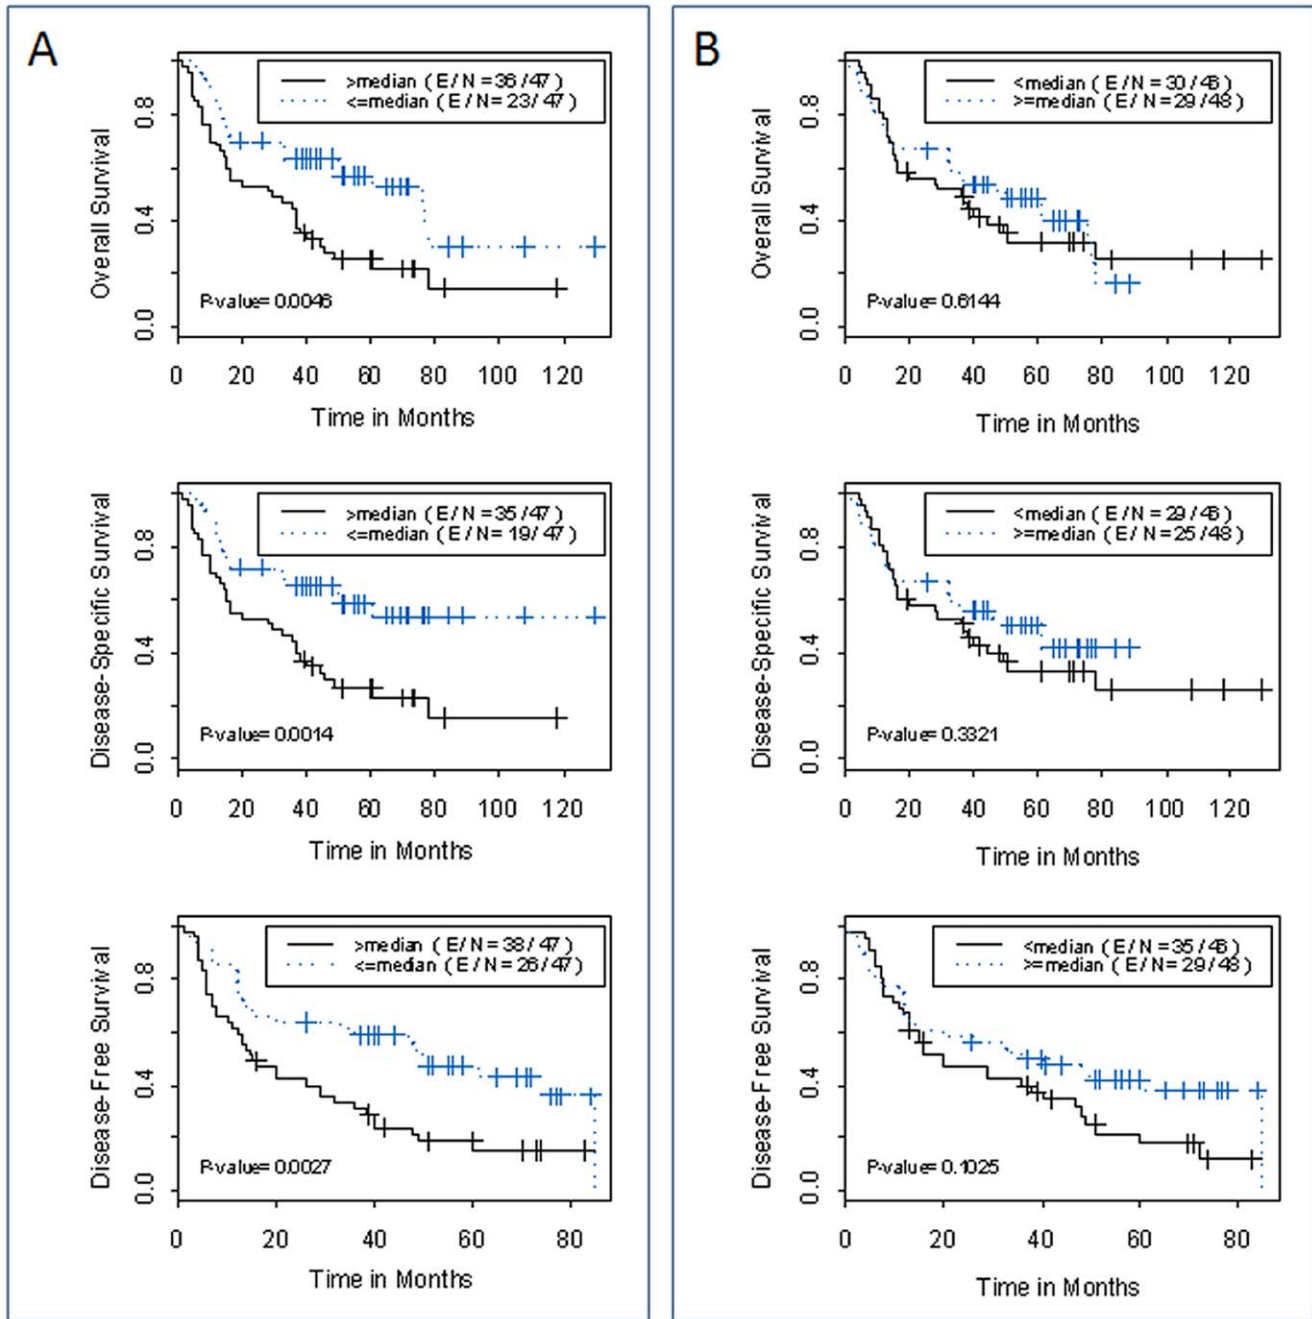 A
>median ( E / N = 36 / 47 )
<=median ( E / N = 23 / 47 )
0.8
0.4
0.0
Overall Survival
P-value= 0.0046
0 20 40 60 80 100 120
Time in Months
>median ( E / N = 35 / 47 )
<=median ( E / N = 19 / 47 )
0.8
0.4
0.0
Disease-Specific Survival
P-value= 0.0014
0 20 40 60 80 100 120
Time in Months
>median ( E / N = 38 / 47 )
<=median ( E / N = 26 / 47 )
0.8
0.4
0.0
Disease-Free Survival
P-value= 0.0027
0 20 40 60 80
Time in Months
B
<median ( E / N = 30 / 46 )
>=median ( E / N = 29 / 48 )
0.8
0.4
0.0
Overall Survival
P-value= 0.6144
0 20 40 60 80 100 120
Time in Months
<median ( E / N = 29 / 46 )
>=median ( E / N = 25 / 48 )
0.8
0.4
0.0
Disease-Specific Survival
P-value= 0.3321
0 20 40 60 80 100 120
Time in Months
<median ( E / N = 35 / 46 )
>=median ( E / N = 29 / 48 )
0.8
0.4
0.0
Disease-Free Survival
P-value= 0.1025
0 20 40 60 80
Time in Months